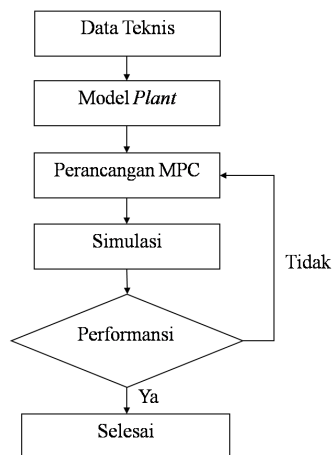 Data Teknis
Model Plant
Perancangan MPC
Simulasi
Tidak
Performansi
Ya
Selesai